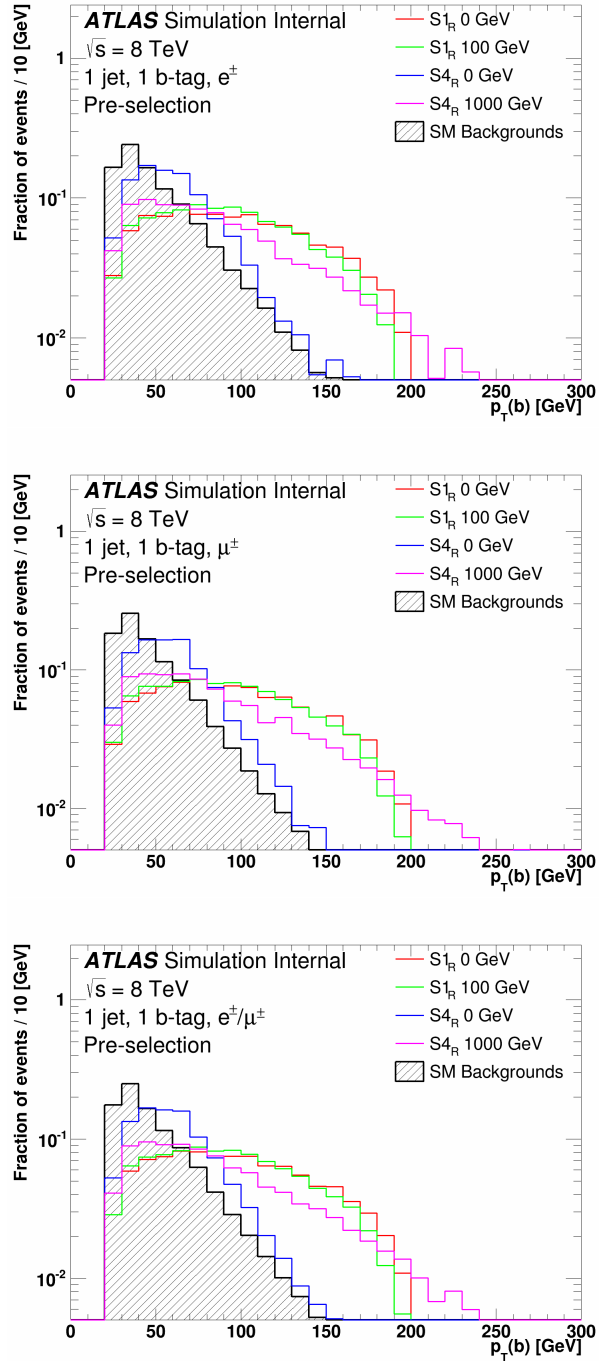 ATLAS Simulation Internal
√s = 8 TeV
1 jet, 1 b-tag, e±
Pre-selection
S1R 0 GeV
S1R 100 GeV
S4R 0 GeV
S4R 1000 GeV
SM Backgrounds
Fraction of events / 10 [GeV]
1
10-1
10-2
0 50 100 150 200 250 300
pT(b) [GeV]
ATLAS Simulation Internal
√s = 8 TeV
1 jet, 1 b-tag, μ±
Pre-selection
S1R 0 GeV
S1R 100 GeV
S4R 0 GeV
S4R 1000 GeV
SM Backgrounds
Fraction of events / 10 [GeV]
1
10-1
10-2
0 50 100 150 200 250 300
pT(b) [GeV]
ATLAS Simulation Internal
√s = 8 TeV
1 jet, 1 b-tag, e±/μ±
Pre-selection
S1R 0 GeV
S1R 100 GeV
S4R 0 GeV
S4R 1000 GeV
SM Backgrounds
Fraction of events / 10 [GeV]
1
10-1
10-2
0 50 100 150 200 250 300
pT(b) [GeV]